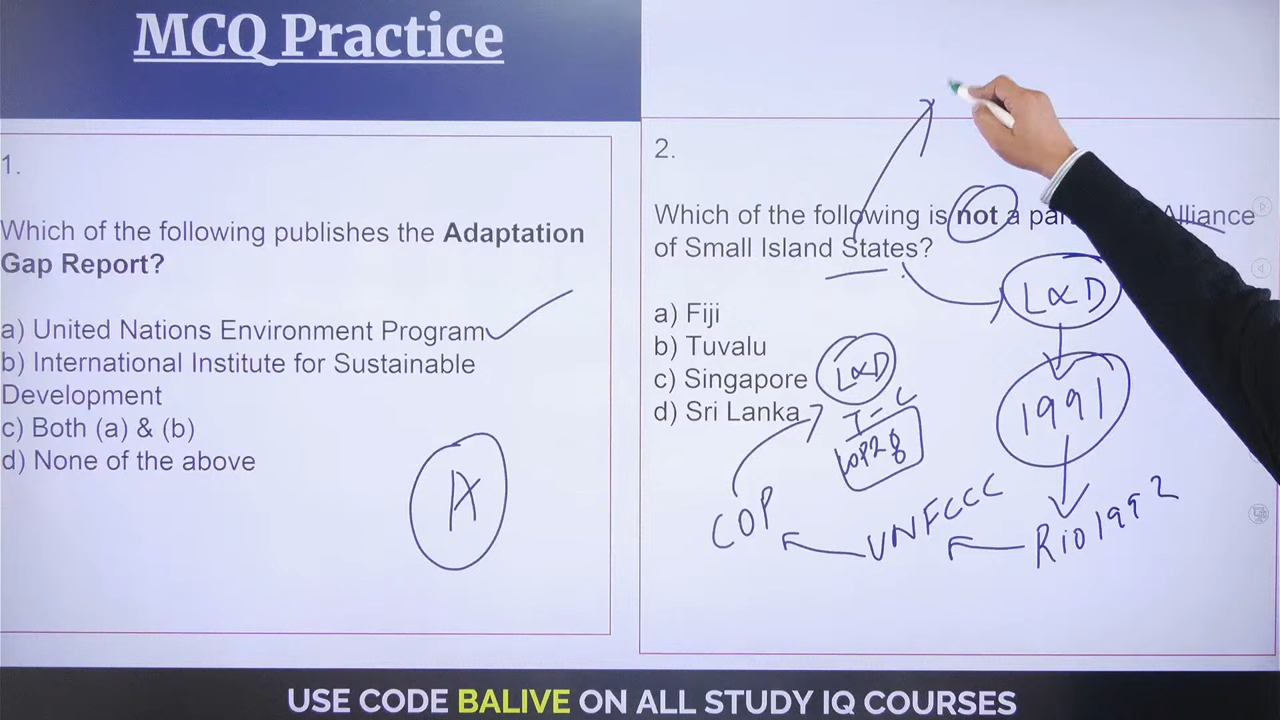 MCQ Practice
1.
Which of the following publishes the Adaptation
Gap Report?
a) United Nations Environment Program
b) International Institute for Sustainable
Development
c) Both (a) & (b)
d) None of the above
A
2.
Which of the following is not a Alliance
of Small Island States?
a) Fiji
b) Tuvalu
c) Singapore
d) Sri Lanka
L&D
1991
Rio 1992
UNFCCC
COP
L&D
USE CODE BALIVE ON ALL STUDY IQ COURSES